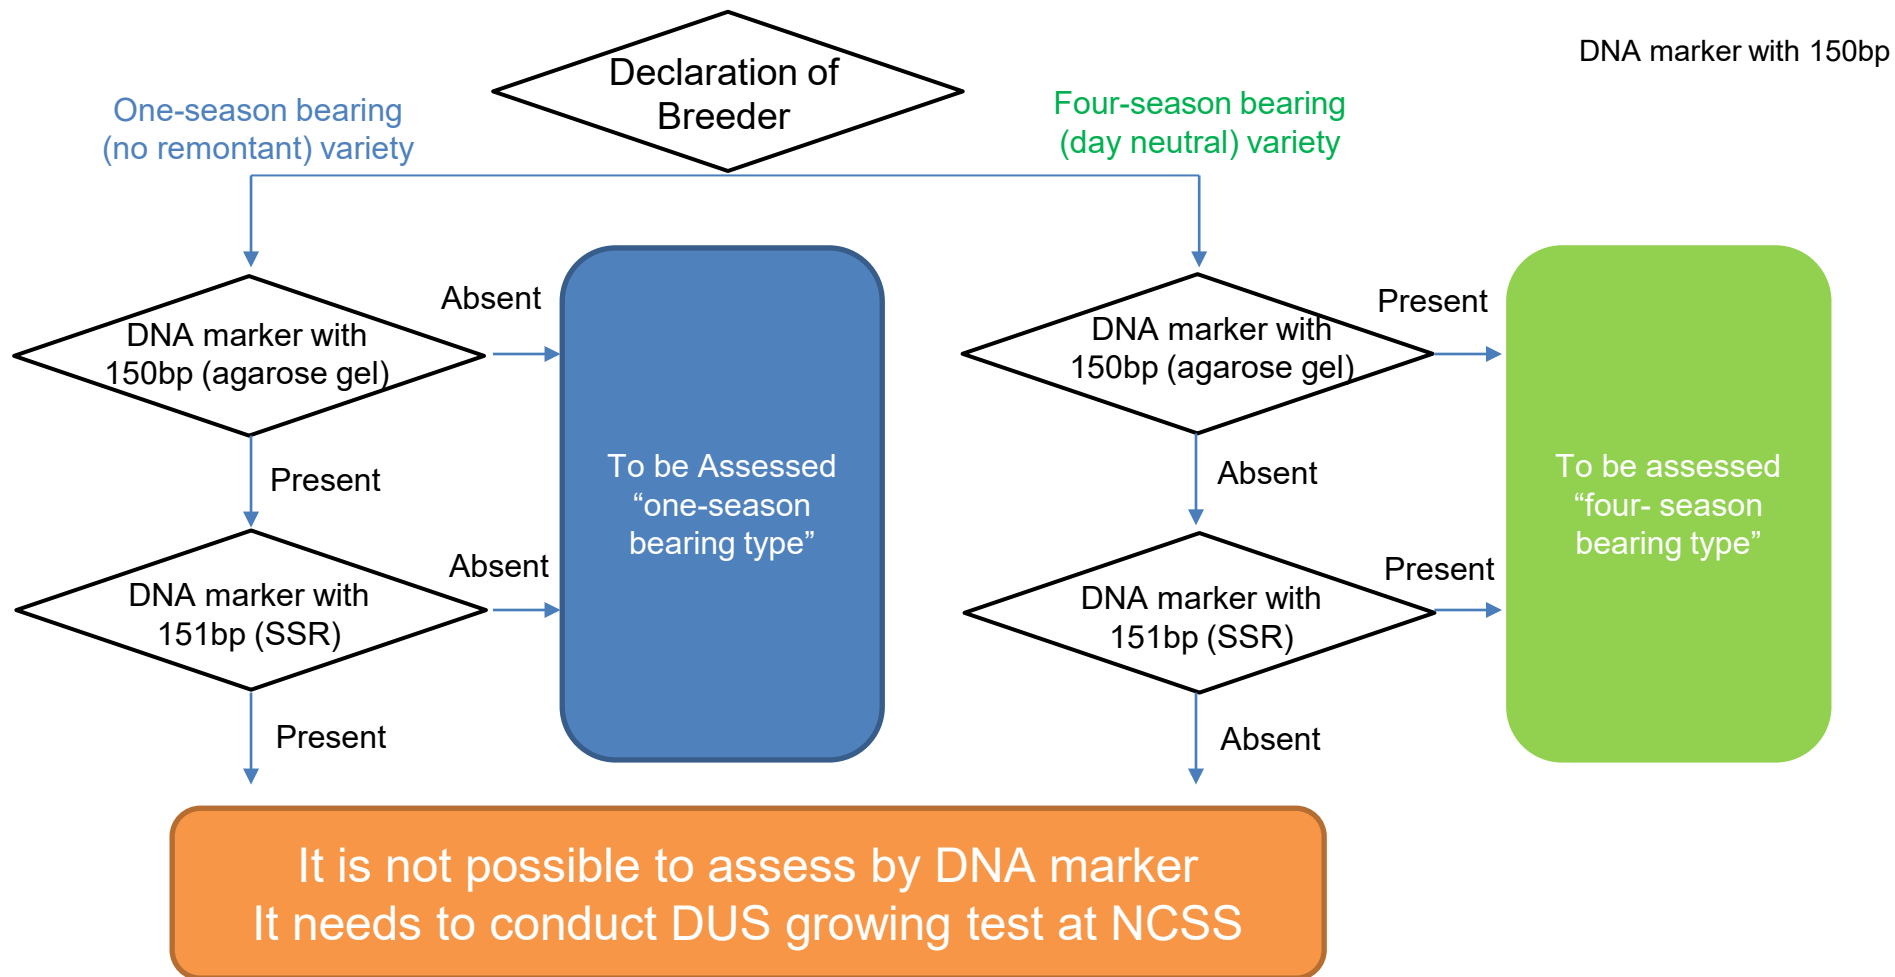 DNA marker with 150bp
Declaration of
Breeder
One-season bearing
(no remontant) variety
Four-season bearing
(day neutral) variety
DNA marker with
150bp (agarose gel)
Absent
Present
DNA marker with
151bp (SSR)
Absent
Present
To be Assessed
“one-season
bearing type”
DNA marker with
150bp (agarose gel)
Present
Absent
DNA marker with
151bp (SSR)
Present
Absent
To be assessed
“four- season
bearing type”
It is not possible to assess by DNA marker
It needs to conduct DUS growing test at NCSS